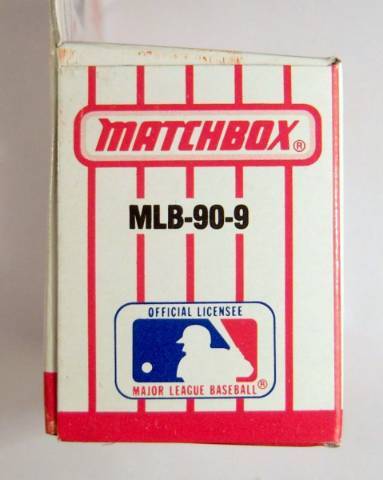 MATCHBOX®
MLB-90-9
OFFICIAL LICENSEE
MAJOR LEAGUE BASEBALL®